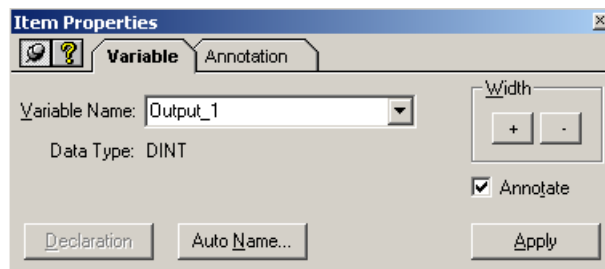 Item Properties
Variable
Annotation
Variable Name: Output_1
Data Type: DINT
Width
+ -
Annotate
Declaration
Auto Name...
Apply